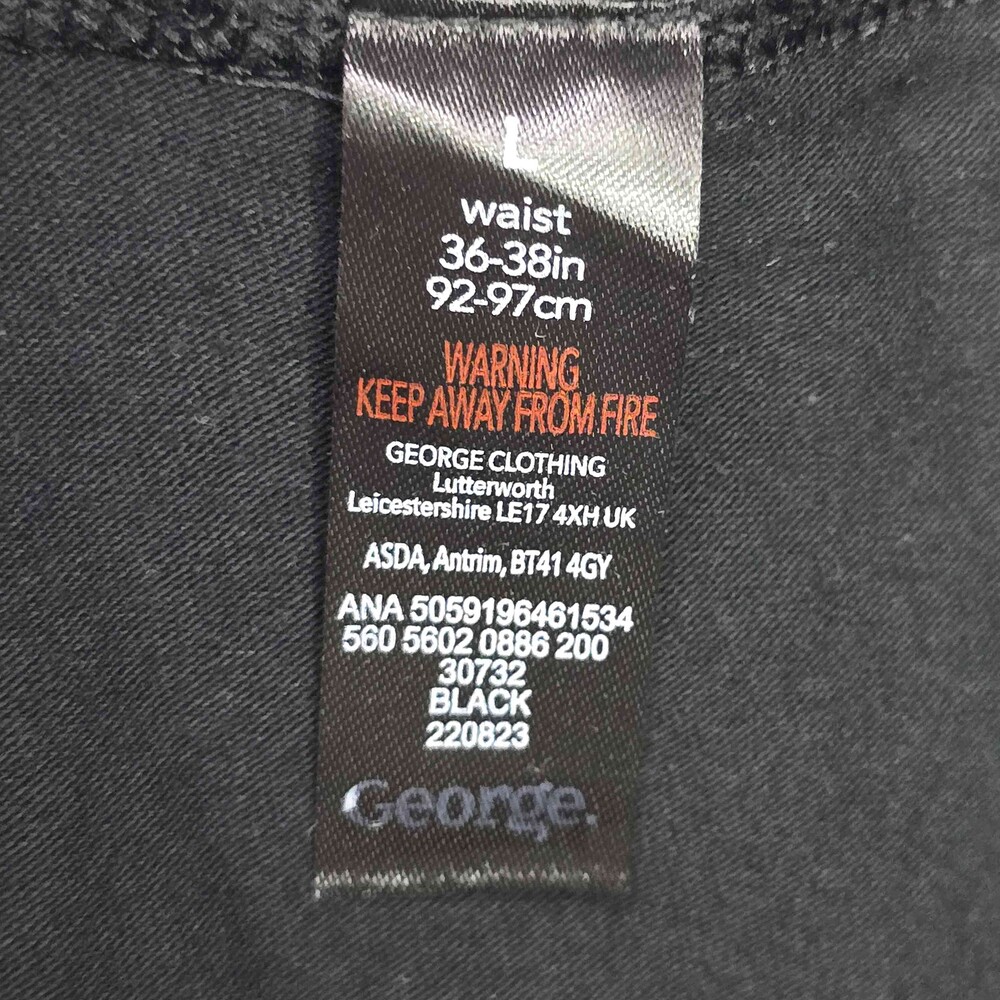 L
waist
36-38in
92-97cm
WARNING
KEEP AWAY FROM FIRE
GEORGE CLOTHING
Lutterworth
Leicestershire LE17 4XH UK
ASDA, Antrim, BT41 4GY
ANA 5059196461534
560 5602 0886 200
30732
BLACK
220823
George.